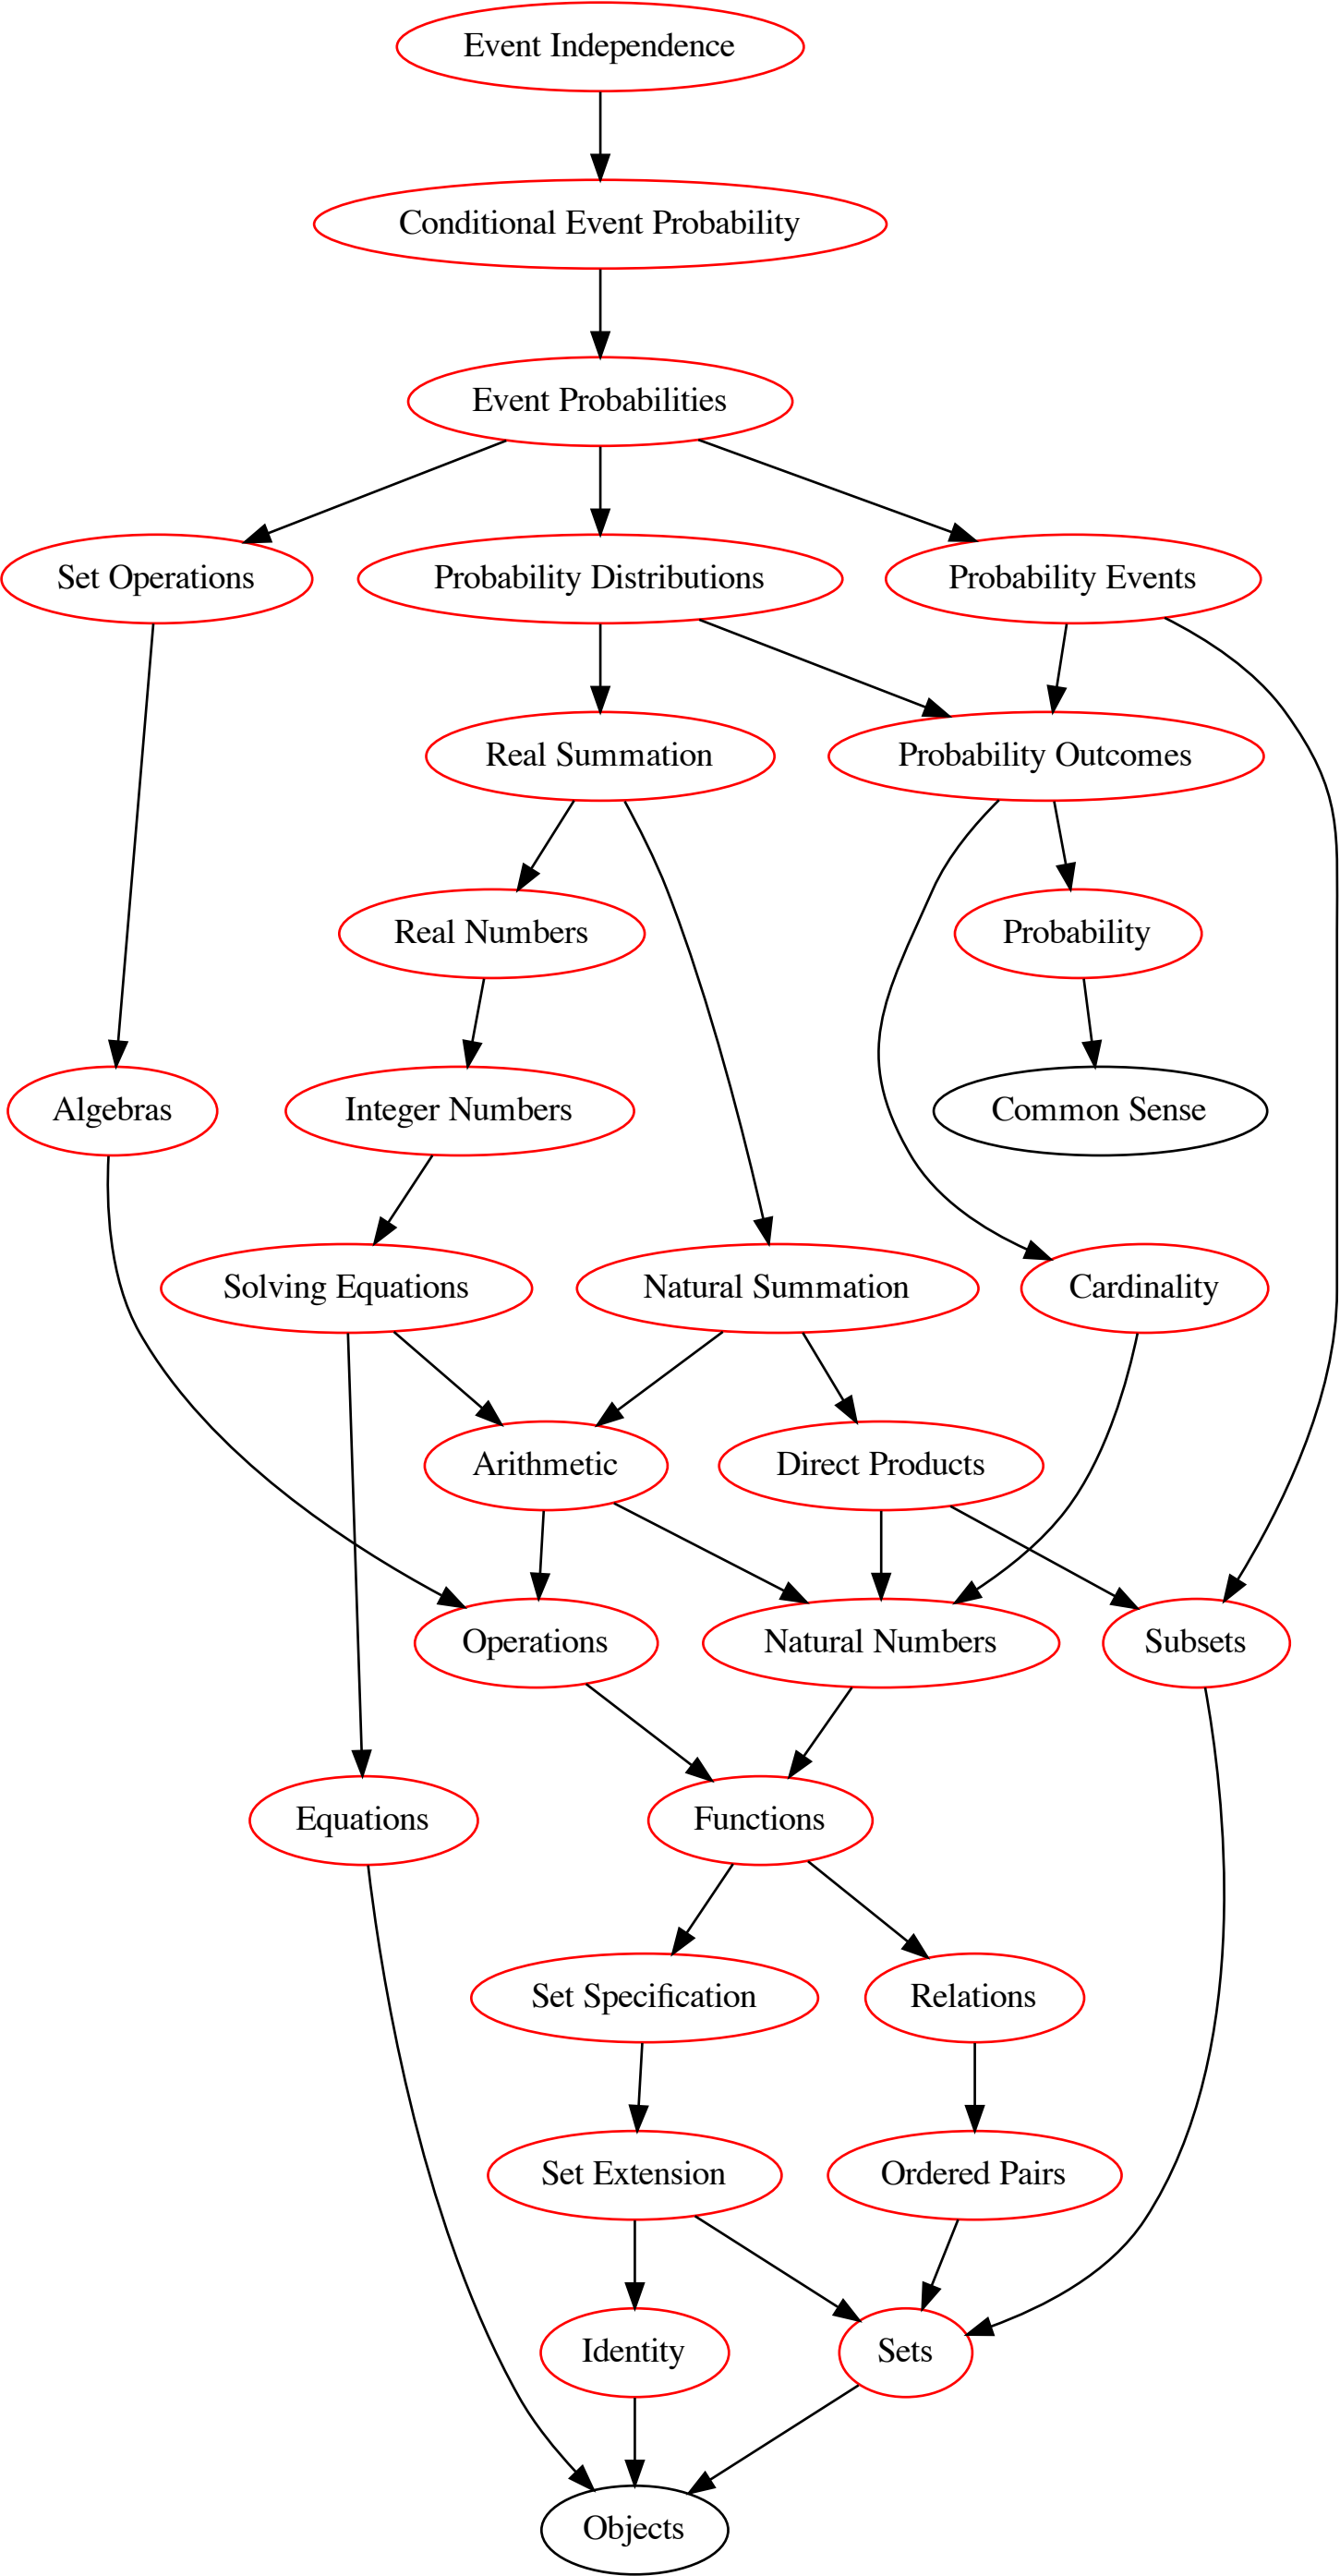 Event Independence
Conditional Event Probability
Event Probabilities
Set Operations
Probability Distributions
Probability Events
Real Summation
Probability Outcomes
Real Numbers
Probability
Algebras
Integer Numbers
Common Sense
Solving Equations
Natural Summation
Cardinality
Arithmetic
Direct Products
Operations
Natural Numbers
Subsets
Equations
Functions
Set Specification
Relations
Set Extension
Ordered Pairs
Identity
Sets
Objects